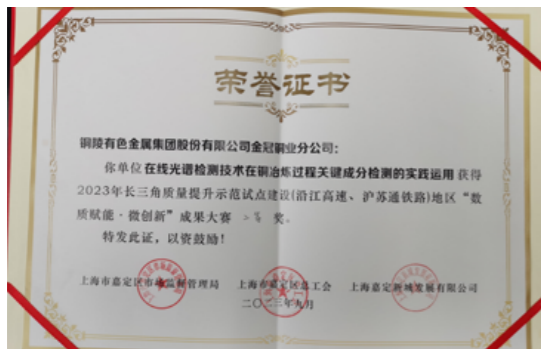 荣誉证书
铜陵有色金属集团股份有限公司金冠铜业分公司：
你单位在线光谱检测技术在铜冶炼过程关键成分检测的实践运用获得
2023年长三角质量提升示范试点建设(沿江高速、沪苏通铁路)地区“数
质赋能·微创新”成果大赛 二等 奖。
特发此证，以资鼓励！
上海市嘉定区市场监督管理局 上海市嘉定区总工会 上海嘉定新城发展有限公司
二〇二三年九月